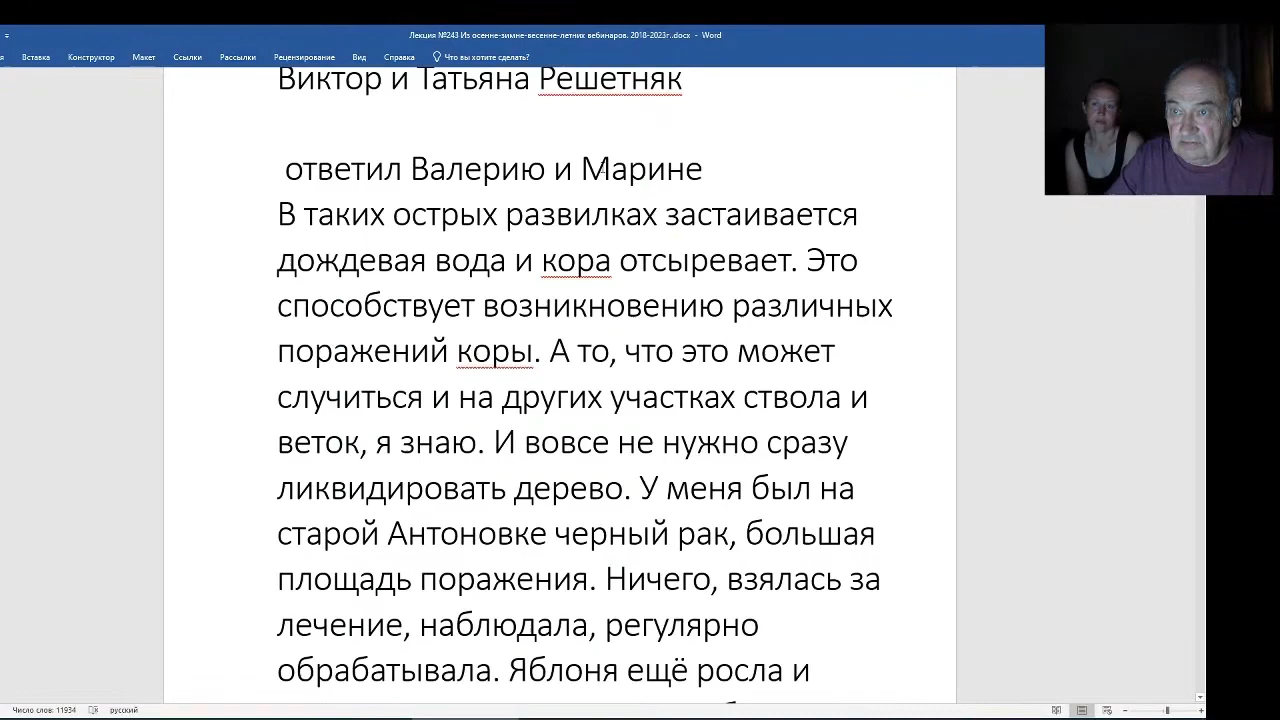 Лекция №243 Из осенне-зимне-весенне-летних вебинаров. 2018-2023г..docx - Word
Вставка Конструктор Макет Ссылки Рассылки Рецензирование Вид Справка Что вы хотите сделать?
Виктор и Татьяна Решетняк
ответил Валерию и Марине
В таких острых развилках застаивается
дождевая вода и кора отсыревает. Это
способствует возникновению различных
поражений коры. А то, что это может
случиться и на других участках ствола и
веток, я знаю. И вовсе не нужно сразу
ликвидировать дерево. У меня был на
старой Антоновке черный рак, большая
площадь поражения. Ничего, взялась за
лечение, наблюдала, регулярно
обрабатывала. Яблоня ещё росла и
Число слов: 11934 русский